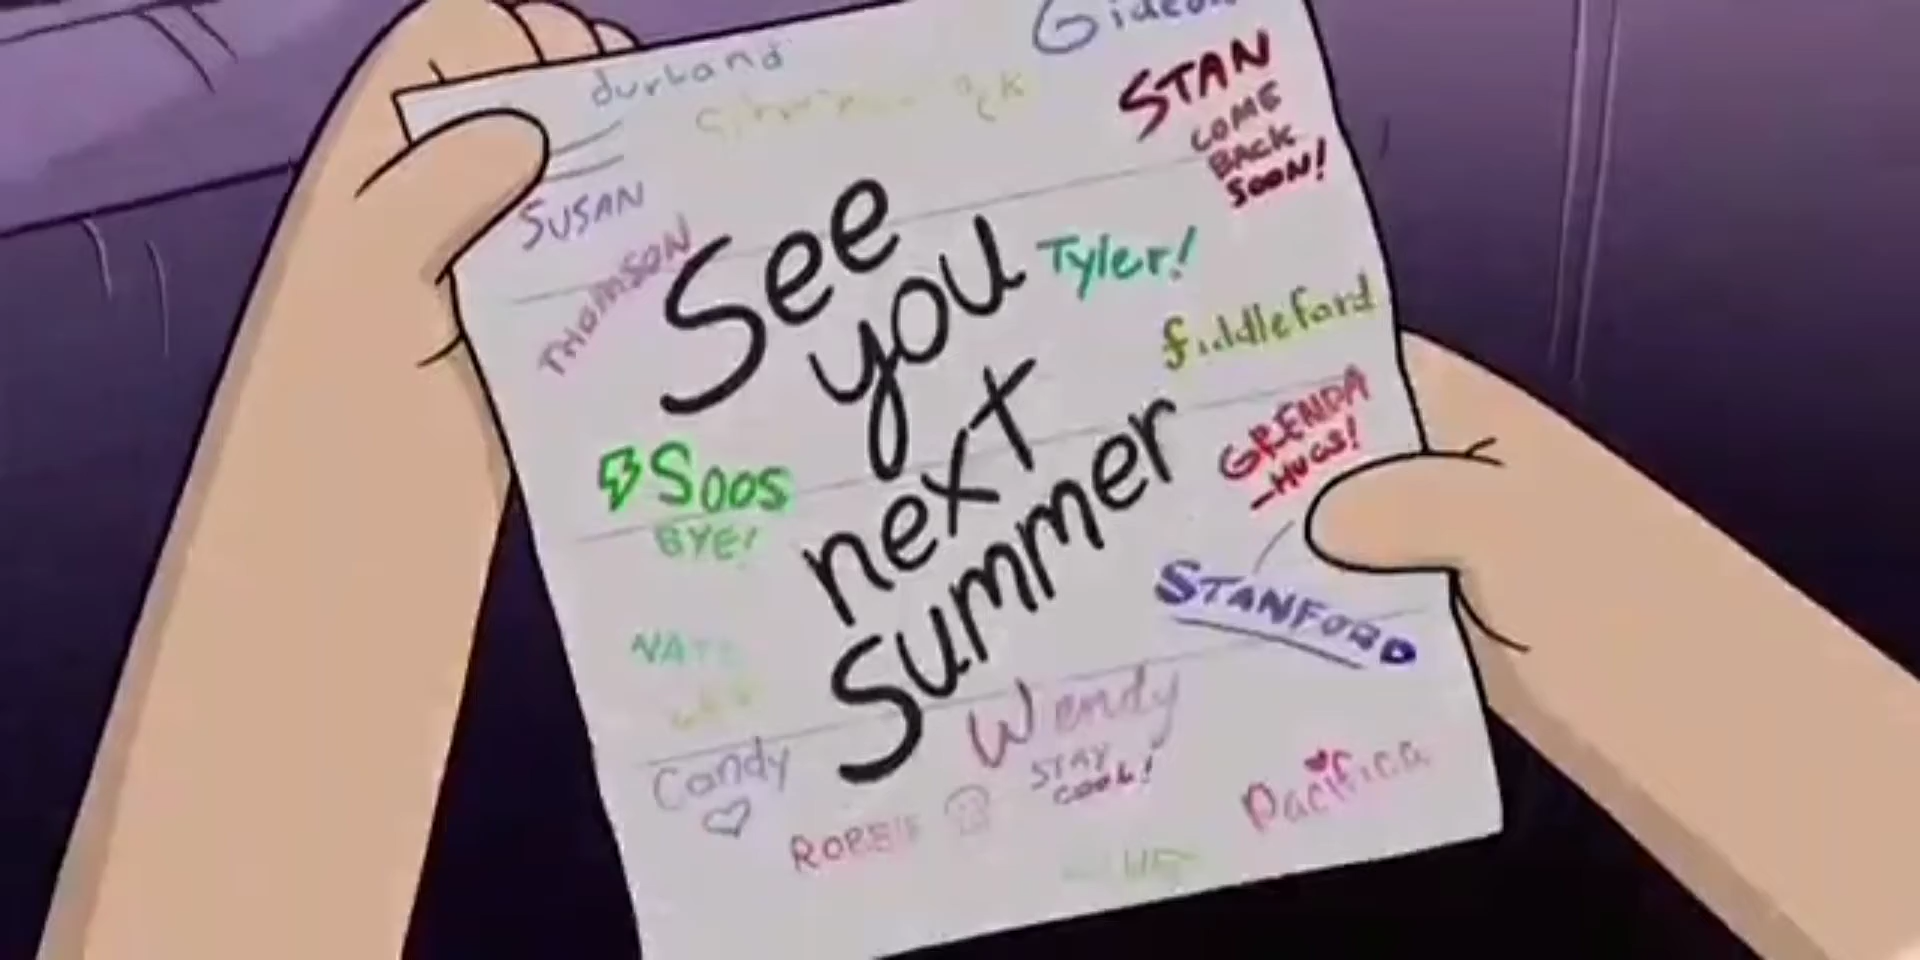 durland
STAN
COME
BACK
SOON!
SUSAN
THOMSON
See
you
next
summer
Tyler!
fiddleford
GRENDA
-HUGS!
Soos
BYE!
STANFORD
Wendy
STAY
COOL!
Candy
ROBBIE
Pacifica